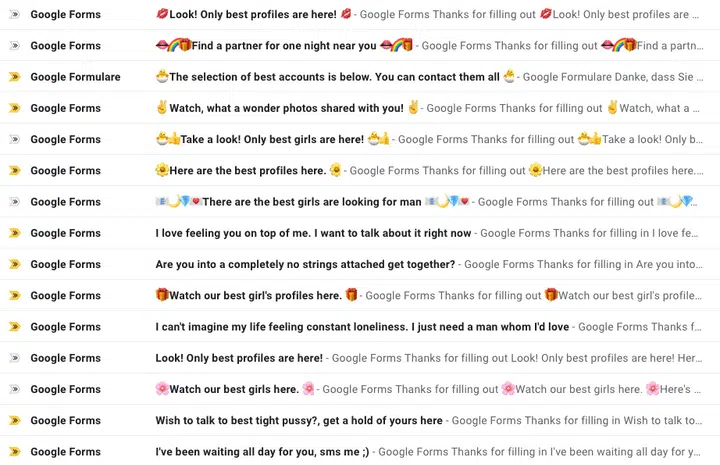 Google Forms 💋Look! Only best profiles are here! 💋 - Google Forms Thanks for filling out 💋Look! Only best profiles are …
Google Forms 👄🌈🎁Find a partner for one night near you 👄🌈🎁 - Google Forms Thanks for filling out 👄🌈🎁Find a partn…
Google Formulare 🐣The selection of best accounts is below. You can contact them all 🐣 - Google Formulare Danke, dass Sie …
Google Forms ✌️Watch, what a wonder photos shared with you! ✌️ - Google Forms Thanks for filling out ✌️Watch, what a …
Google Forms 🐣👍Take a look! Only best girls are here! 🐣👍 - Google Forms Thanks for filling out 🐣👍Take a look! Only b…
Google Forms 🌼Here are the best profiles here. 🌼 - Google Forms Thanks for filling out 🌼Here are the best profiles here.…
Google Forms 📧🌙💎💌There are the best girls are looking for man 📧🌙💎💌 - Google Forms Thanks for filling out 📧🌙💎…
Google Forms I love feeling you on top of me. I want to talk about it right now - Google Forms Thanks for filling in I love fe…
Google Forms Are you into a completely no strings attached get together? - Google Forms Thanks for filling in Are you into…
Google Forms 🎁Watch our best girl's profiles here. 🎁 - Google Forms Thanks for filling out 🎁Watch our best girl's profile…
Google Forms I can't imagine my life feeling constant loneliness. I just need a man whom I'd love - Google Forms Thanks f…
Google Forms Look! Only best profiles are here! - Google Forms Thanks for filling out Look! Only best profiles are here! Her…
Google Forms 🌸Watch our best girls here. 🌸 - Google Forms Thanks for filling out 🌸Watch our best girls here. 🌸Here's …
Google Forms Wish to talk to best tight pussy?, get a hold of yours here - Google Forms Thanks for filling in Wish to talk to…
Google Forms I've been waiting all day for you, sms me ;) - Google Forms Thanks for filling in I've been waiting all day for y…